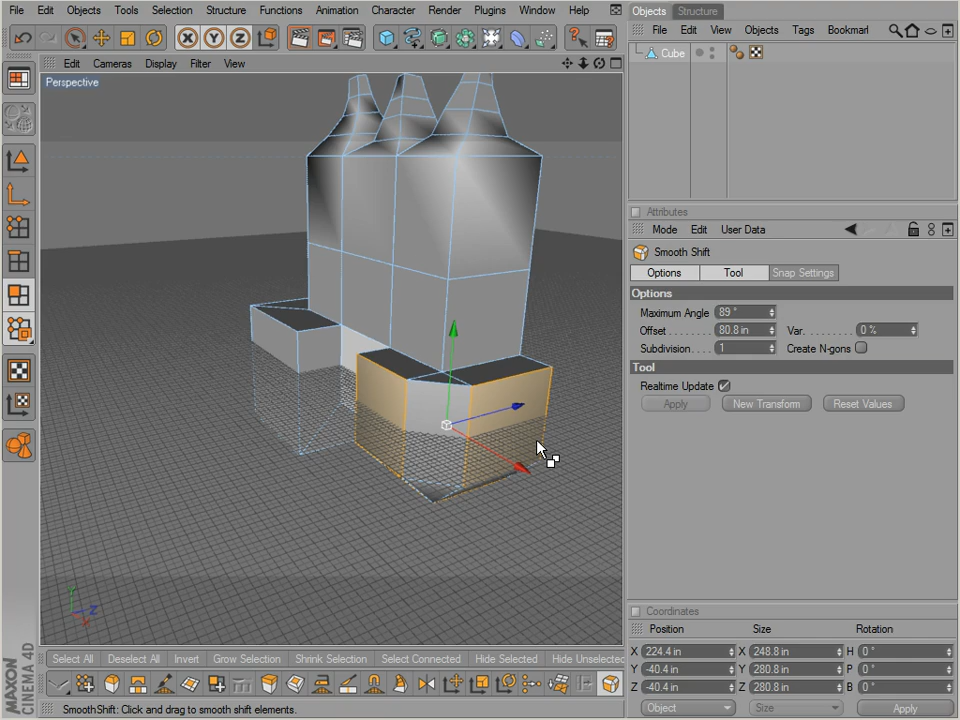 File Edit Objects Tools Selection Structure Functions Animation Character Render Plugins Window Help
Objects Structure
File Edit View Objects Tags Bookmark
Cube
Edit Cameras Display Filter View
Perspective
Attributes
Mode Edit User Data
Smooth Shift
Options Tool Snap Settings
Options
Maximum Angle 89 °
Offset 80.8 in Var. 0 %
Subdivision 1 Create N-gons
Tool
Realtime Update
Apply New Transform Reset Values
Y
Z
X
Coordinates
Position Size Rotation
X 224.4 in X 248.8 in H 0 °
Y -40.4 in Y 280.8 in P 0 °
Z -40.4 in Z 280.8 in B 0 °
Object Size Apply
Select All Deselect All Invert Grow Selection Shrink Selection Select Connected Hide Selected Hide Unselected
SmoothShift: Click and drag to smooth shift elements.
MAXON
CINEMA 4D